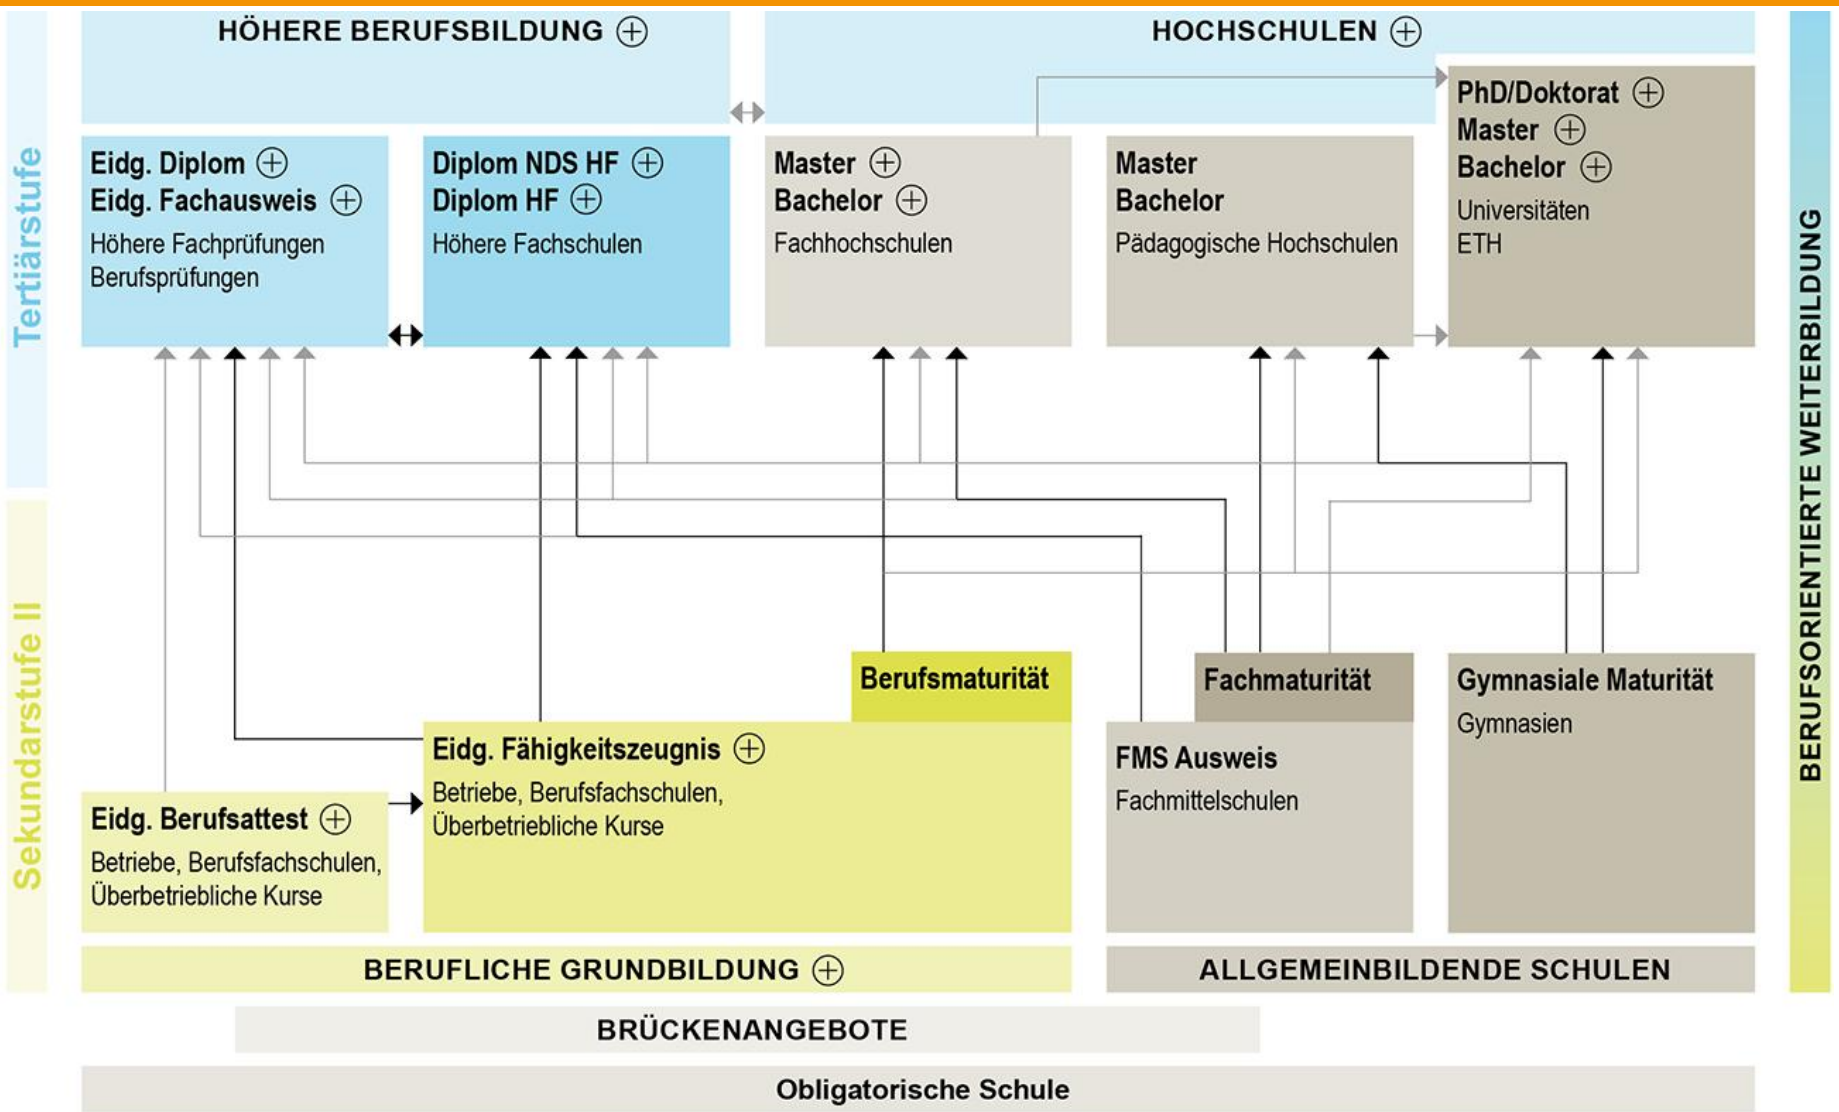 HÖHERE BERUFSBILDUNG
HOCHSCHULEN
Tertiärstufe
Eidg. Diplom
Eidg. Fachausweis
Höhere Fachprüfungen
Berufsprüfungen
Diplom NDS HF
Diplom HF
Höhere Fachschulen
Master
Bachelor
Fachhochschulen
Master
Bachelor
Pädagogische Hochschulen
PhD/Doktorat
Master
Bachelor
Universitäten
ETH
BERUFSORIENTIERTE WEITERBILDUNG
Sekundarstufe II
Berufsmaturität
Eidg. Fähigkeitszeugnis
Betriebe, Berufsfachschulen,
Überbetriebliche Kurse
Eidg. Berufsattest
Betriebe, Berufsfachschulen,
Überbetriebliche Kurse
Fachmaturität
FMS Ausweis
Fachmittelschulen
Gymnasiale Maturität
Gymnasien
BERUFLICHE GRUNDBILDUNG
ALLGEMEINBILDENDE SCHULEN
BRÜCKENANGEBOTE
Obligatorische Schule